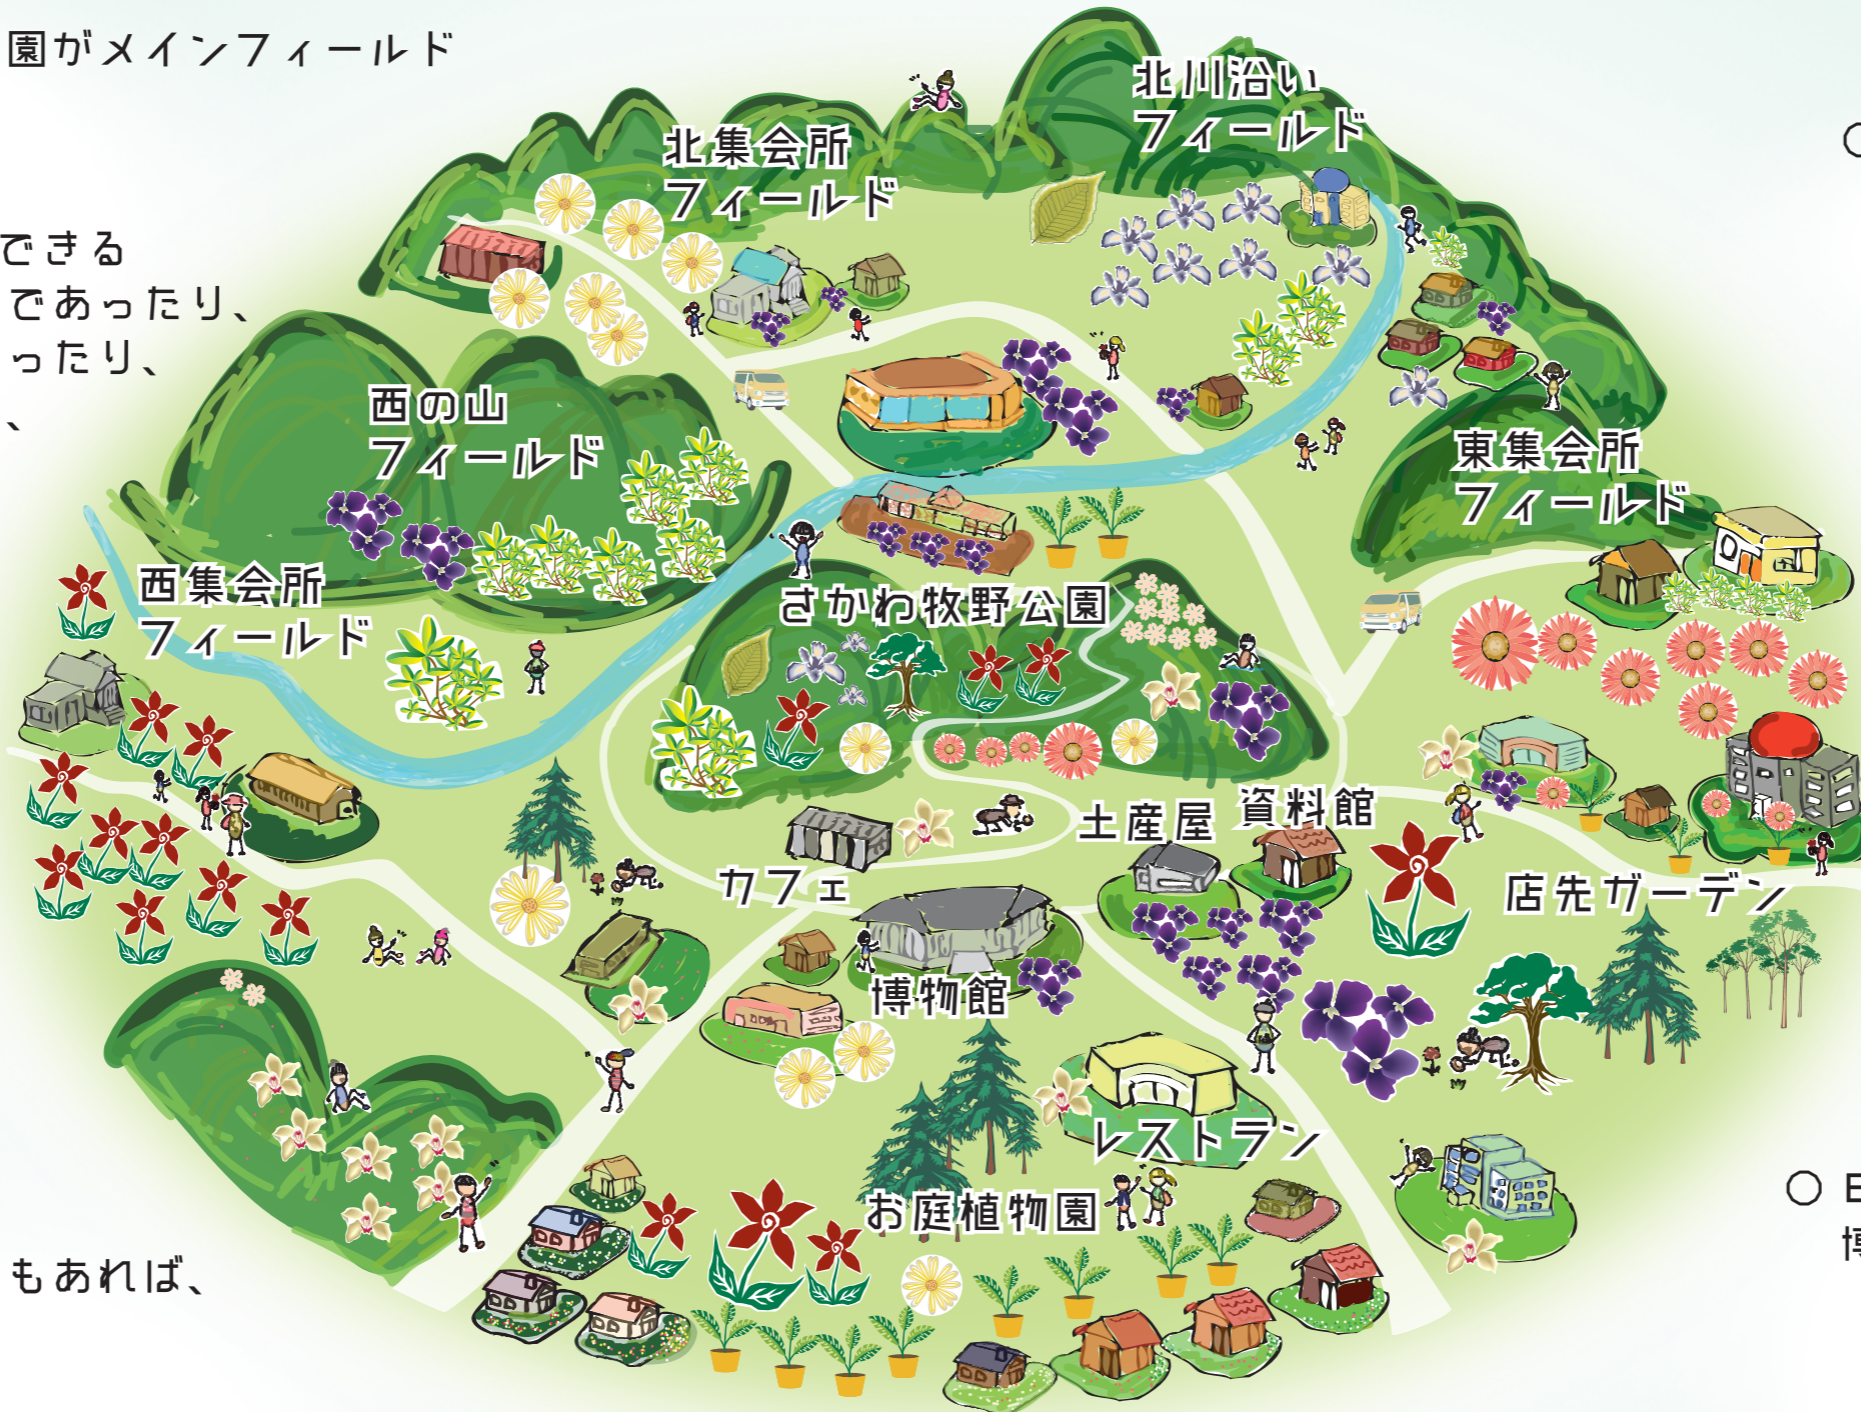 園がメインフィールド
できる
であったり、
ったり、
、
もあれば、
北川沿い
フィールド
北集会所
フィールド
西の山
フィールド
東集会所
フィールド
西集会所
フィールド
さかわ牧野公園
土産屋
資料館
カフェ
店先ガーデン
博物館
レストラン
お庭植物園
○
○